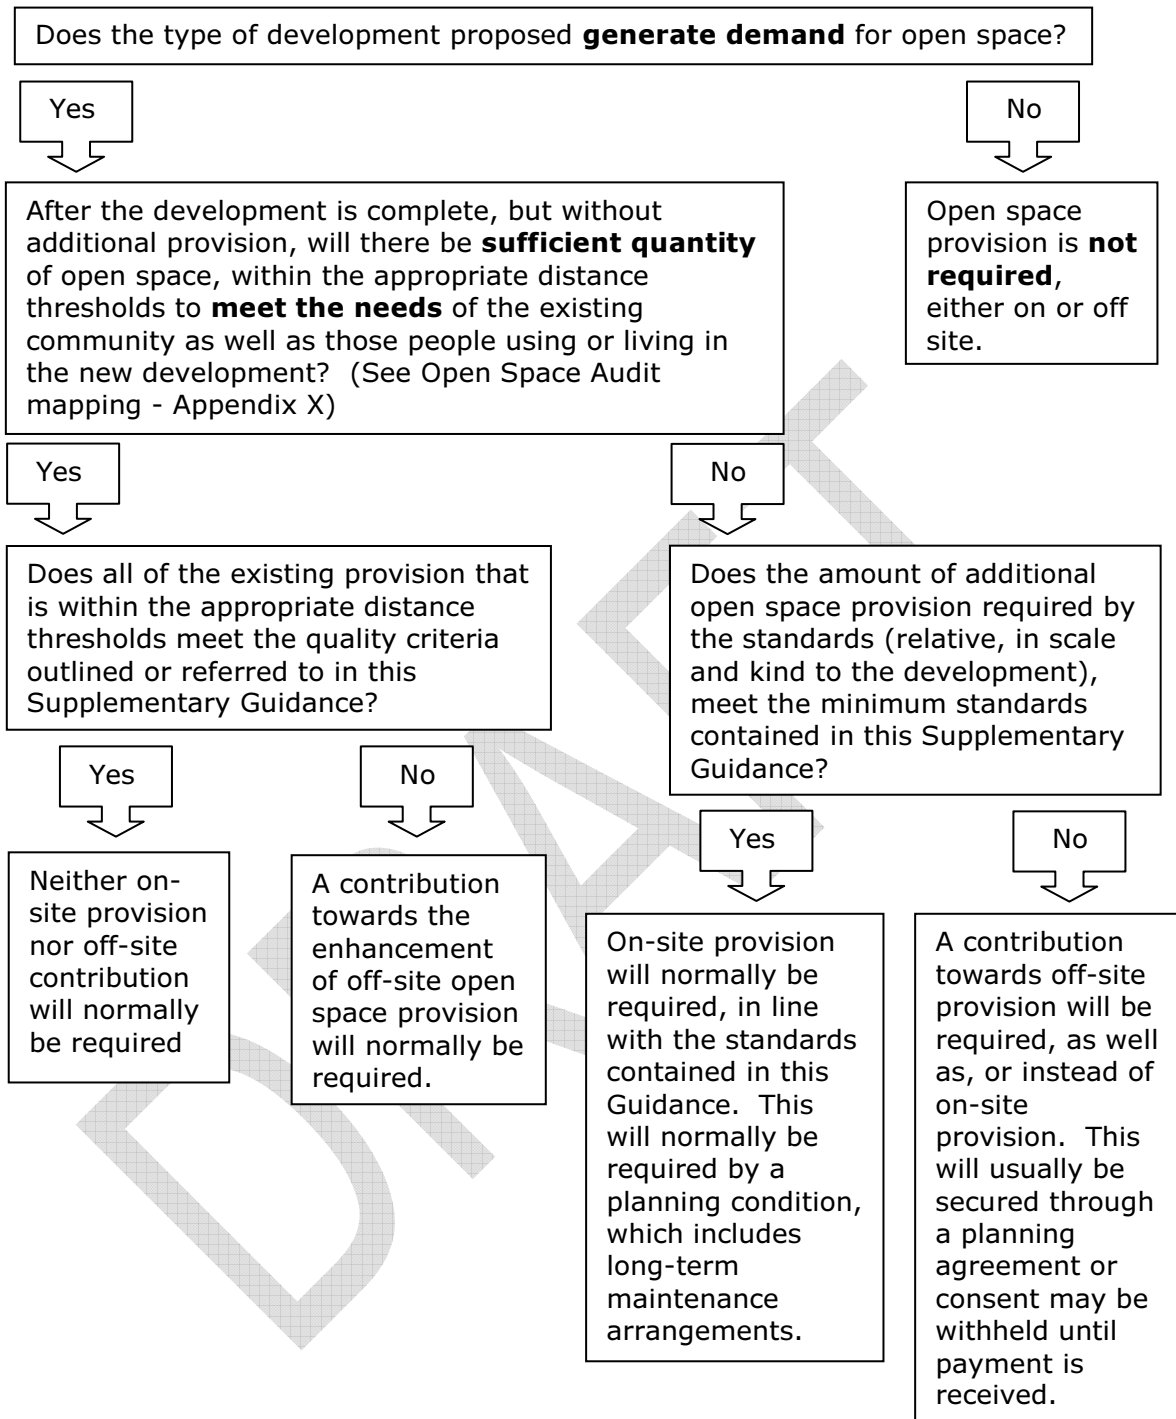 Does the type of development proposed generate demand for open space?
Yes
No
After the development is complete, but without
additional provision, will there be sufficient quantity
of open space, within the appropriate distance
thresholds to meet the needs of the existing
community as well as those people using or living in
the new development?  (See Open Space Audit
mapping - Appendix X)
Open space
provision is not
required,
either on or off
site.
Yes
No
Does all of the existing provision that
is within the appropriate distance
thresholds meet the quality criteria
outlined or referred to in this
Supplementary Guidance?
Does the amount of additional
open space provision required by
the standards (relative, in scale
and kind to the development),
meet the minimum standards
contained in this Supplementary
Guidance?
Yes
No
Yes
No
Neither on-
site provision
nor off-site
contribution
will normally
be required
A contribution
towards the
enhancement
of off-site open
space provision
will normally be
required.
On-site provision
will normally be
required, in line
with the standards
contained in this
Guidance.  This
will normally be
required by a
planning condition,
which includes
long-term
maintenance
arrangements.
A contribution
towards off-site
provision will be
required, as well
as, or instead of
on-site
provision.  This
will usually be
secured through
a planning
agreement or
consent may be
withheld until
payment is
received.
DRAFT